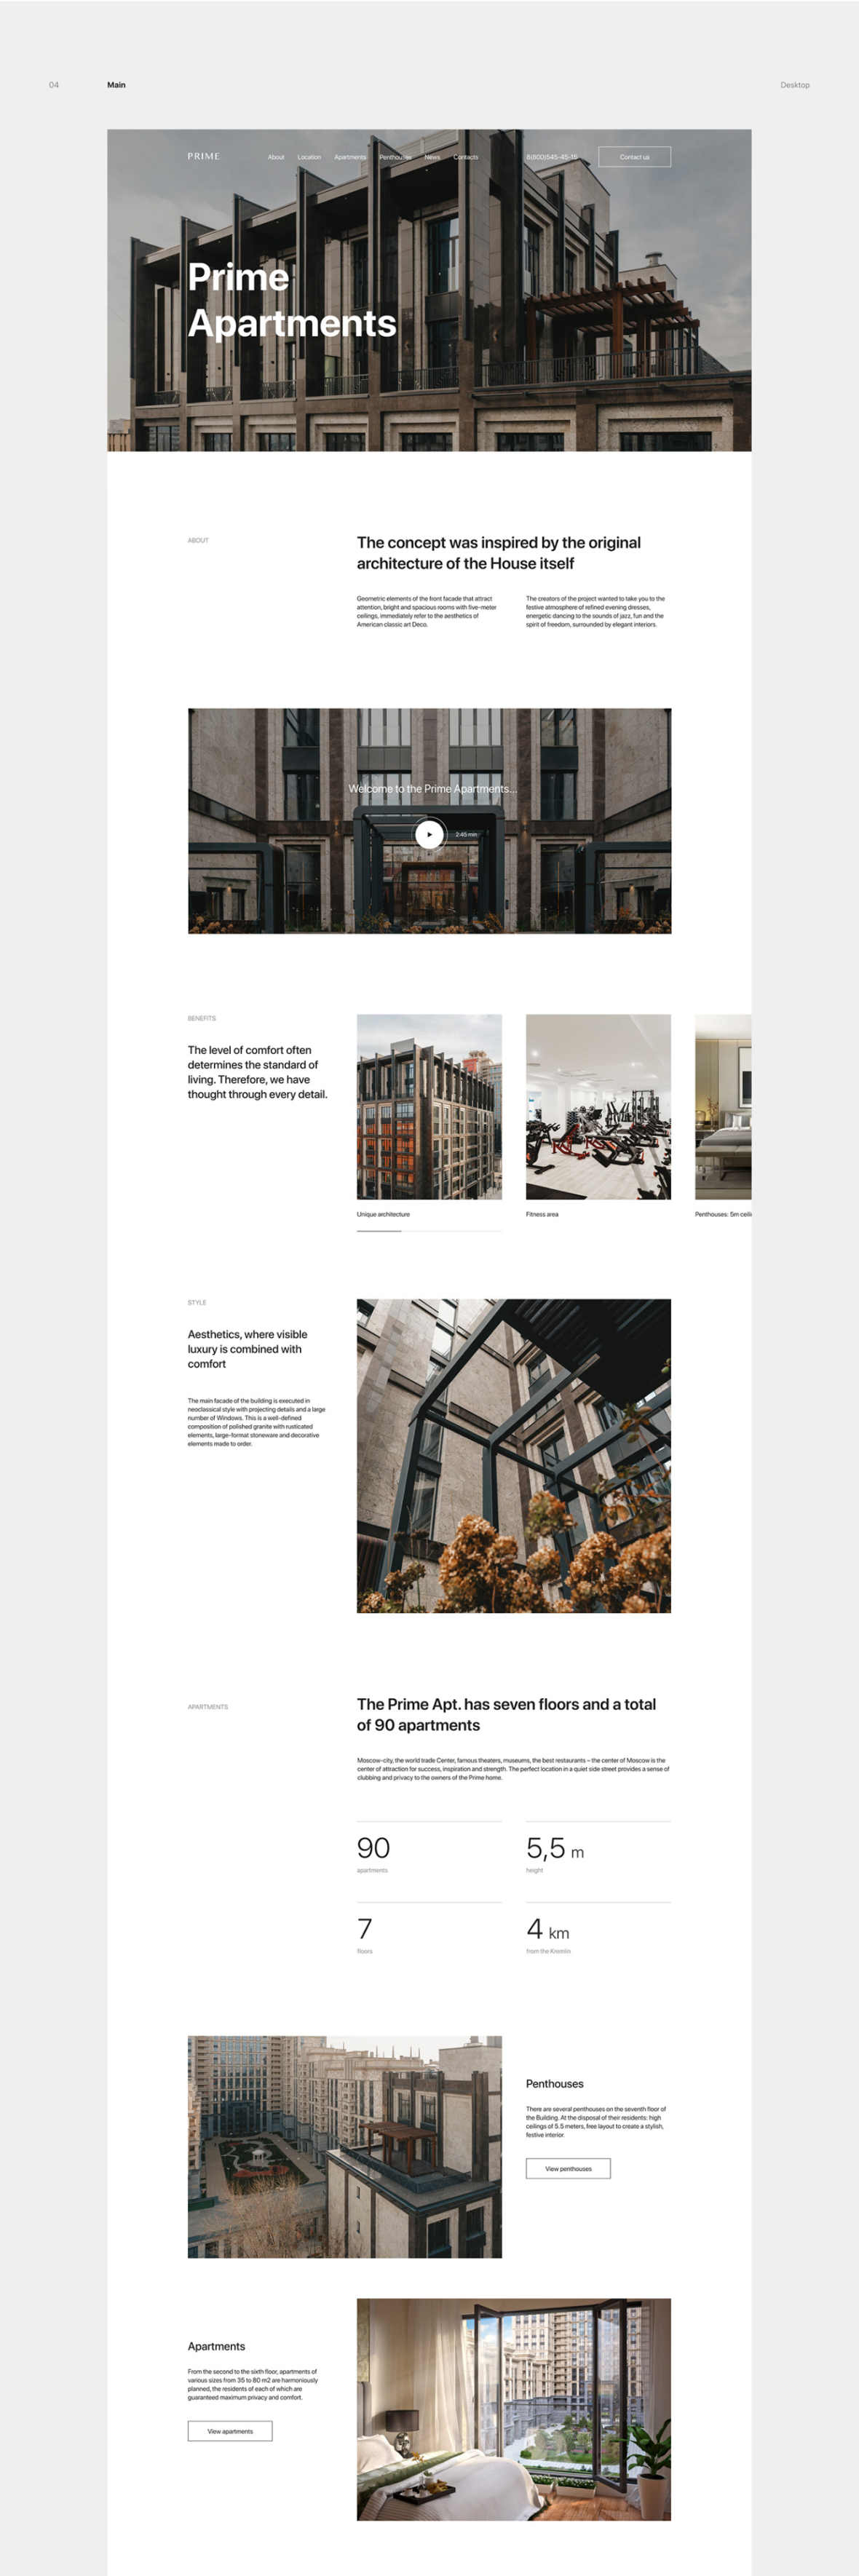 04
Main
Desktop
PRIME
About
Location
Apartments
Penthouses
News
Contacts
8(800)545-45-15
Contact us
Prime
Apartments
ABOUT
The concept was inspired by the original
architecture of the House itself
Geometric elements of the front facade that attract
attention, bright and spacious rooms with five-meter
ceilings, immediately refer to the aesthetics of
American classic art Deco.
The creators of the project wanted to take you to the
festive atmosphere of refined evening dresses,
energetic dancing to the sounds of jazz, fun and the
spirit of freedom, surrounded by elegant interiors.
Welcome to the Prime Apartments...
2:45 min
BENEFITS
The level of comfort often
determines the standard of
living. Therefore, we have
thought through every detail.
Unique architecture
Fitness area
Penthouses: 5m
STYLE
Aesthetics, where visible
luxury is combined with
comfort
The main facade of the building is executed in
neoclassical style with projecting details and a large
number of Windows. This is a well-defined
composition of polished granite with rusticated
elements, large-format stoneware and decorative
elements made to order.
APARTMENTS
The Prime Apt. has seven floors and a total
of 90 apartments
Moscow-city, the world trade Center, famous theaters, museums, the best restaurants – the center of Moscow is the
center of attraction for success, inspiration and strength. The perfect location in a quiet side street provides a sense of
clubbing and privacy to the owners of the Prime home.
90
apartments
5,5 m
height
7
floors
4 km
from the Kremlin
Penthouses
There are several penthouses on the seventh floor of
the Building. At the disposal of their residents: high
ceilings of 5.5 meters, free layout to create a stylish,
festive interior.
View penthouses
Apartments
From the second to the sixth floor, apartments of
various sizes from 35 to 80 m2 are harmoniously
planned, the residents of each of which are
guaranteed maximum privacy and comfort.
View apartments